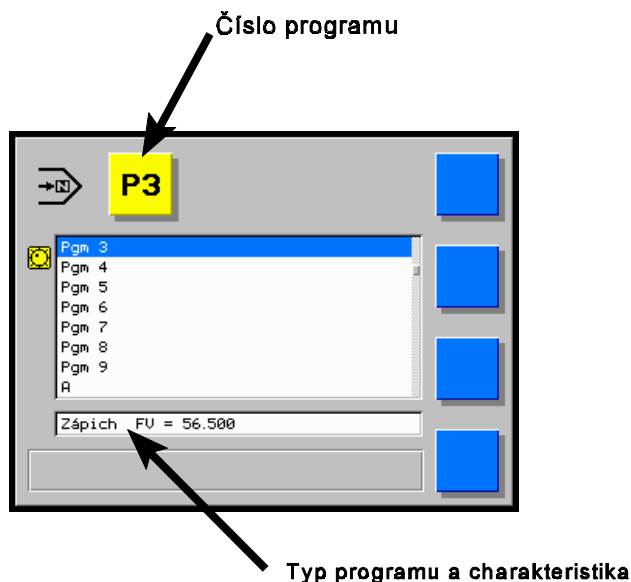 Číslo programu
N
P3
Pgm 3
Pgm 4
Pgm 5
Pgm 6
Pgm 7
Pgm 8
Pgm 9
A
Zápich FV = 56.500
Typ programu a charakteristika